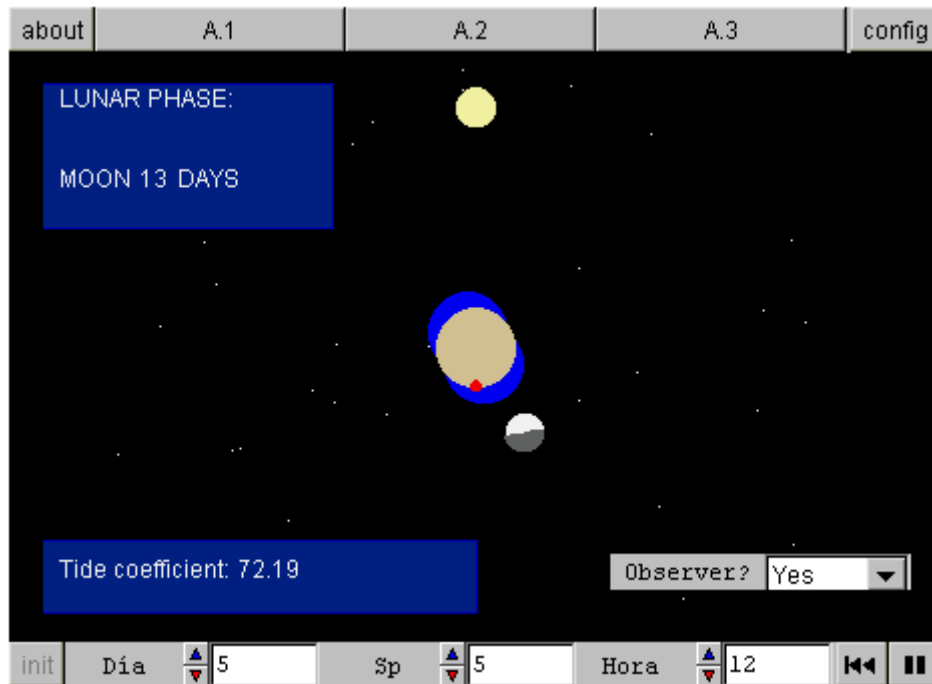 about A.1 A.2 A.3 config
LUNAR PHASE:
MOON 13 DAYS
Tide coefficient: 72.19
Observer? Yes
init Día 5 Sp 5 Hora 12